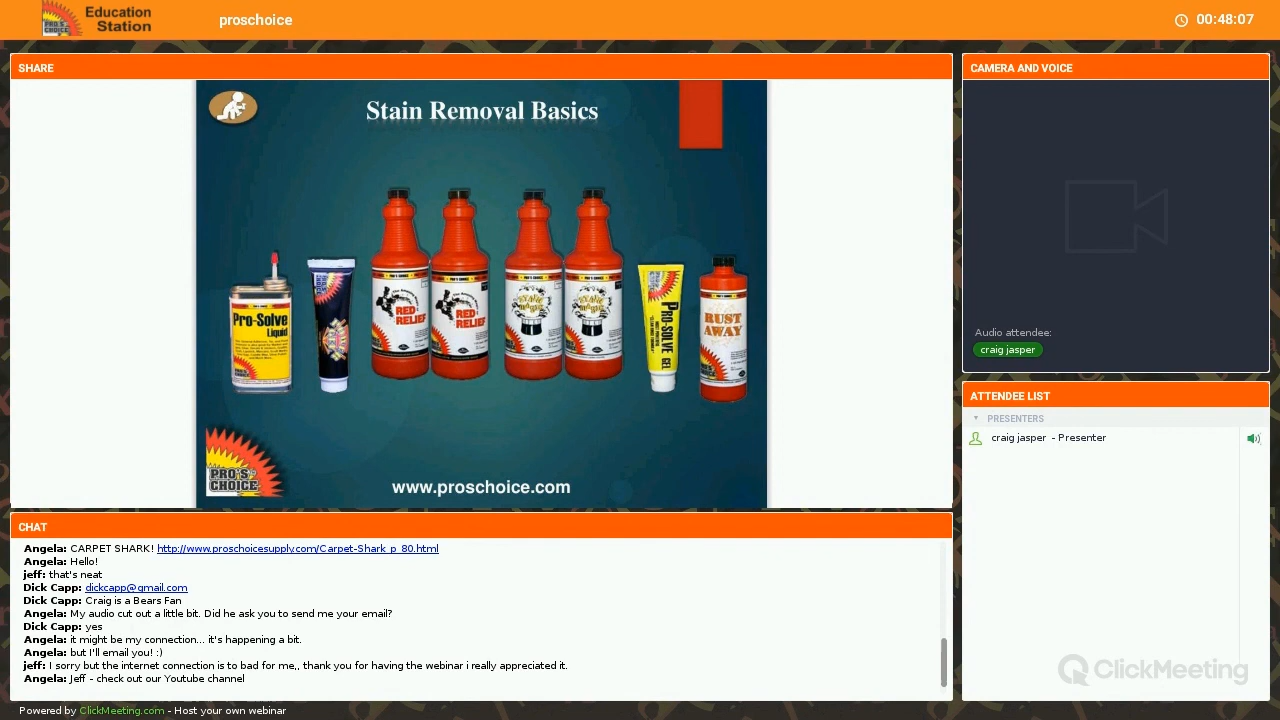 PRO'S
CHOICE
Education
Station
proschoice
00:48:07
SHARE
Stain Removal Basics
Pro-Solve
Liquid
RED
RELIEF
RED
RELIEF
PRO-SOLVE GEL
RUST
AWAY
PRO'S
CHOICE
www.proschoice.com
CAMERA AND VOICE
Audio attendee:
craig jasper
ATTENDEE LIST
PRESENTERS
craig jasper - Presenter
ClickMeeting
CHAT
Angela: CARPET SHARK! http://www.proschoicesupply.com/Carpet-Shark_p_80.html
Angela: Hello!
jeff: that's neat
Dick Capp: dickcapp@gmail.com
Dick Capp: Craig is a Bears Fan
Angela: My audio cut out a little bit. Did he ask you to send me your email?
Dick Capp: yes
Angela: it might be my connection... it's happening a bit.
Angela: but I'll email you! :)
jeff: I sorry but the internet connection is to bad for me,, thank you for having the webinar i really appreciated it.
Angela: Jeff - check out our Youtube channel
Powered by ClickMeeting.com - Host your own webinar